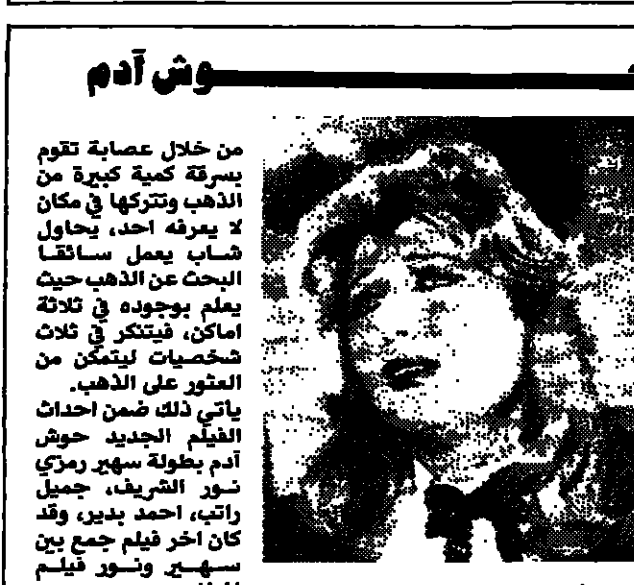 وش آدم
من خلال عصابة تقوم
بسرقة كمية كبيرة من
الذهب وتتركها في مكان
لا يعرفه احد، يحاول
شاب يعمل سائقا
البحث عن الذهب حيث
يعلم بوجوده في ثلاثة
اماكن، فيتنكر في ثلاث
شخصيات ليتمكن من
العثور على الذهب.
ياتي ذلك ضمن احداث
الفيلم الجديد حوش
آدم بطولة سهير رمزي
نور الشريف، جميل
راتب، احمد بدير، وقد
كان اخر فيلم جمع بين
سهير ونور فيلم